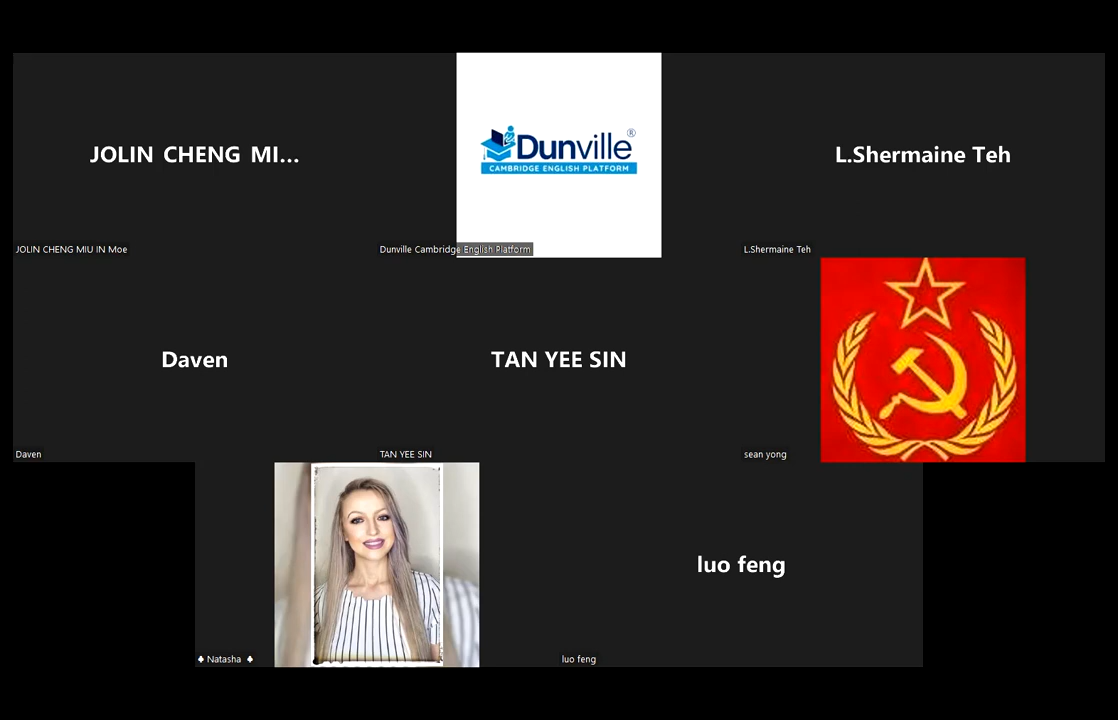 JOLIN CHENG MI...
JOLIN CHENG MIU IN Moe
Dunville®
CAMBRIDGE ENGLISH PLATFORM
Dunville Cambridge English Platform
L.Shermaine Teh
L.Shermaine Teh
Daven
Daven
TAN YEE SIN
TAN YEE SIN
sean yong
♣ Natasha ♣
luo feng
luo feng